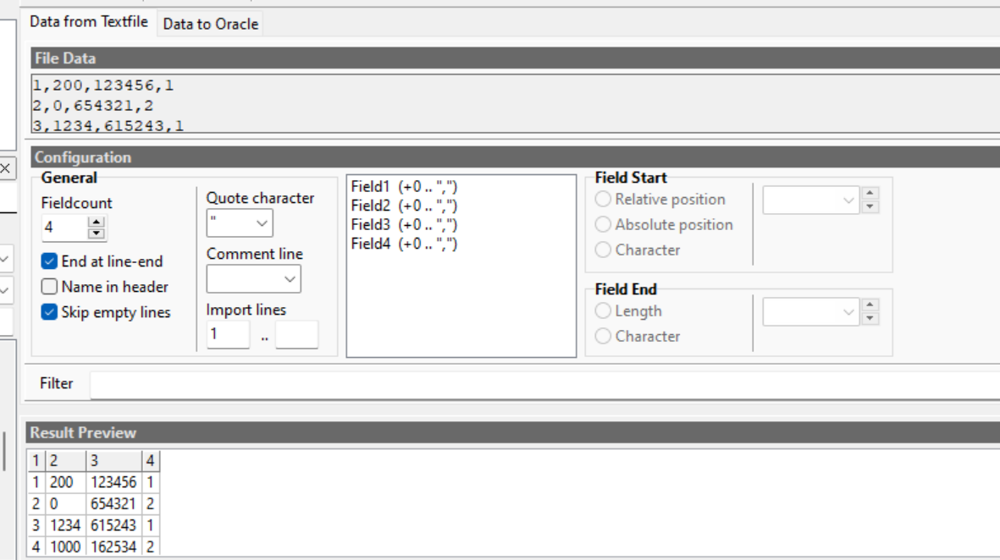 Data from Textfile Data to Oracle
File Data
1,200,123456,1
2,0,654321,2
3,1234,615243,1
Configuration
General
Fieldcount
4
End at line-end
Name in header
Skip empty lines
Quote character
"
Comment line
Import lines
1 ..
Field1 (+0 .. ",")
Field2 (+0 .. ",")
Field3 (+0 .. ",")
Field4 (+0 .. ",")
Field Start
Relative position
Absolute position
Character
Field End
Length
Character
Filter
Result Preview
1 2 3 4
1 200 123456 1
2 0 654321 2
3 1234 615243 1
4 1000 162534 2